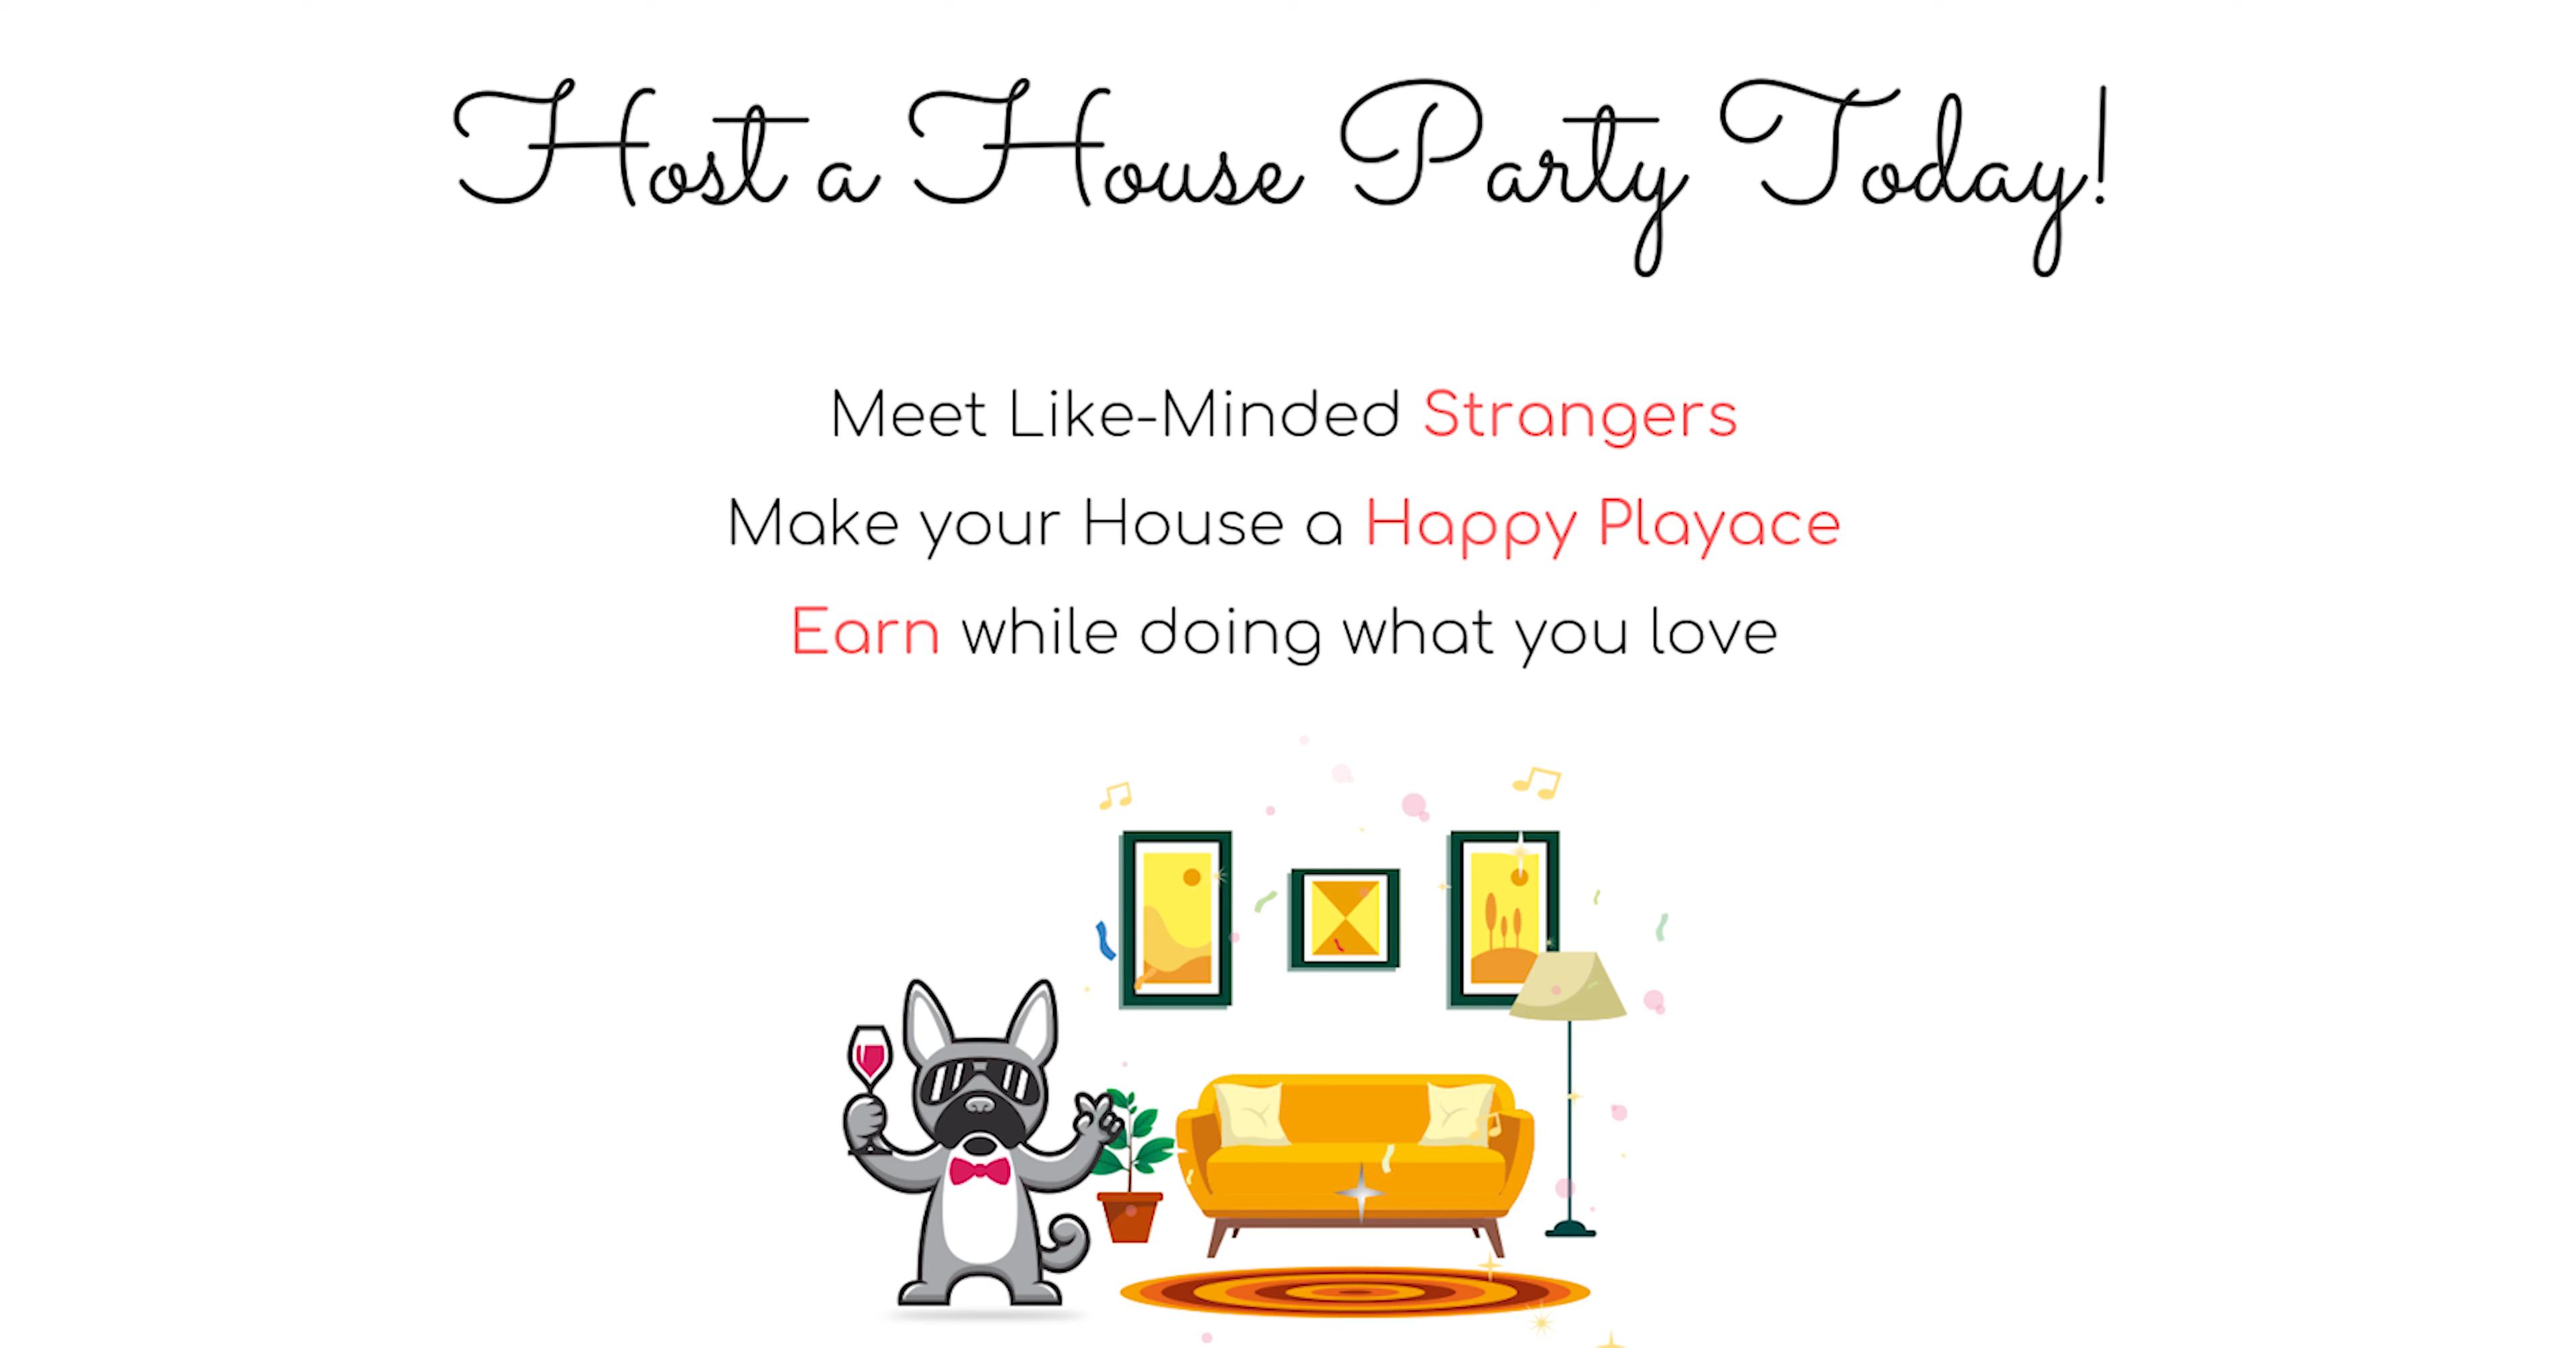 Host a House Party Today!
Meet Like-Minded Strangers
Make your House a Happy Playace
Earn while doing what you love